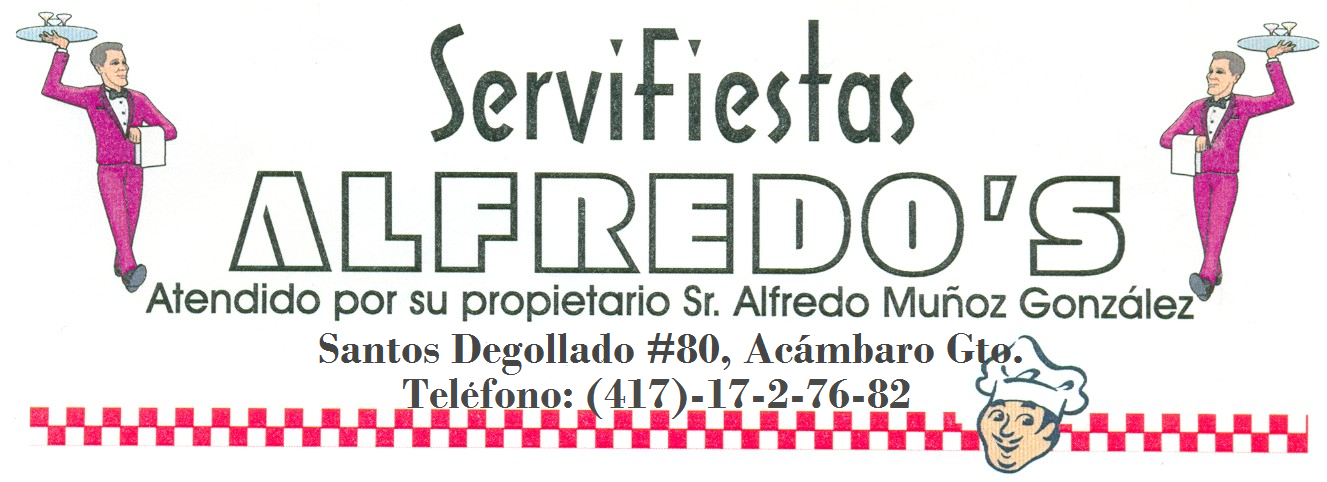 ServiFiestas
ALFREDO'S
Atendido por su propietario Sr. Alfredo Muñoz González
Santos Degollado #80, Acámbaro Gto.
Teléfono: (417)-17-2-76-82